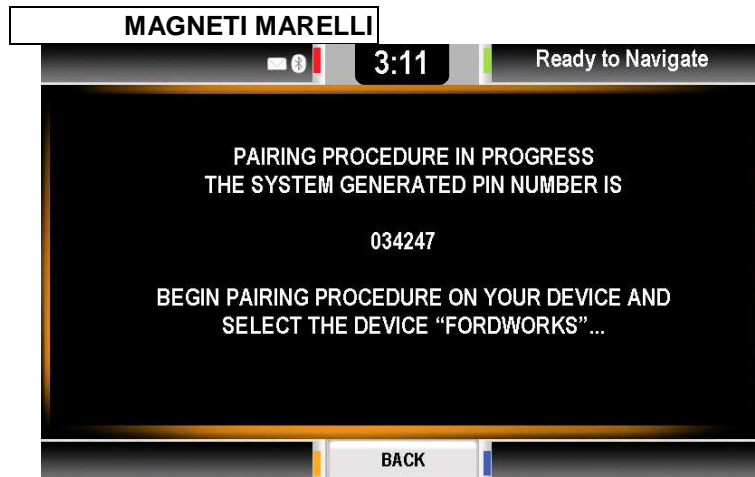 MAGNETI MARELLI
3:11
Ready to Navigate
PAIRING PROCEDURE IN PROGRESS
THE SYSTEM GENERATED PIN NUMBER IS
034247
BEGIN PAIRING PROCEDURE ON YOUR DEVICE AND
SELECT THE DEVICE “FORDWORKS”...
BACK